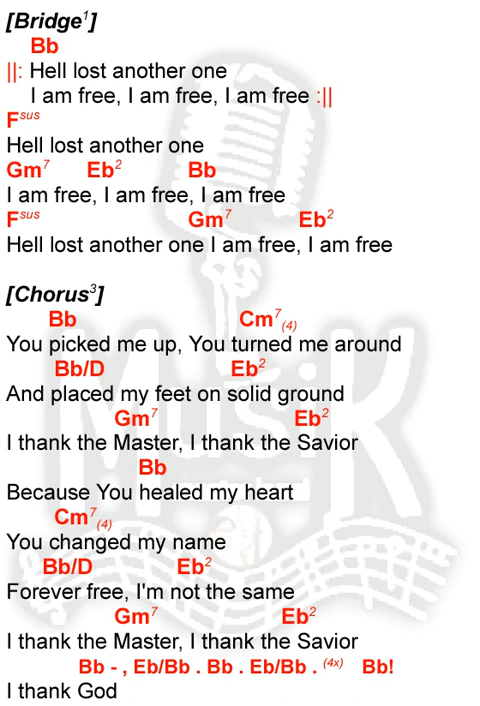 [Bridge¹]
Bb
||: Hell lost another one
I am free, I am free, I am free :||
Fsus
Hell lost another one
Gm7 Eb2 Bb
I am free, I am free, I am free
Fsus Gm7 Eb2
Hell lost another one I am free, I am free
[Chorus³]
Bb Cm7(4)
You picked me up, You turned me around
Bb/D Eb2
And placed my feet on solid ground
Gm7 Eb2
I thank the Master, I thank the Savior
Bb
Because You healed my heart
Cm7(4)
You changed my name
Bb/D Eb2
Forever free, I'm not the same
Gm7 Eb2
I thank the Master, I thank the Savior
Bb - , Eb/Bb . Bb . Eb/Bb . (4x) Bb!
I thank God
MusiK